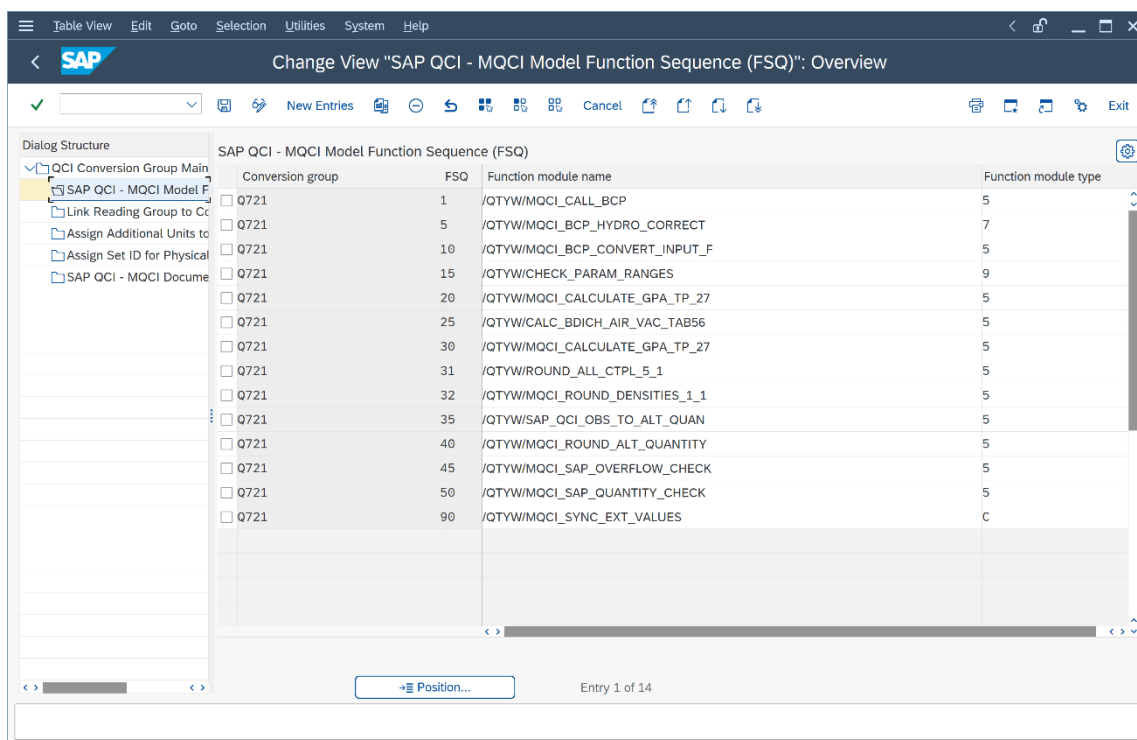 Table View Edit Goto Selection Utilities System Help
SAP Change View "SAP QCI - MQCI Model Function Sequence (FSQ)": Overview
New Entries Cancel Exit
Dialog Structure
QCI Conversion Group Main
SAP QCI - MQCI Model F
Link Reading Group to Co
Assign Additional Units to
Assign Set ID for Physical
SAP QCI - MQCI Docume
SAP QCI - MQCI Model Function Sequence (FSQ)
Conversion group FSQ Function module name Function module type
Q721 1 /QTYW/MQCI_CALL_BCP 5
Q721 5 /QTYW/MQCI_BCP_HYDRO_CORRECT 7
Q721 10 /QTYW/MQCI_BCP_CONVERT_INPUT_F 5
Q721 15 /QTYW/CHECK_PARAM_RANGES 9
Q721 20 /QTYW/MQCI_CALCULATE_GPA_TP_27 5
Q721 25 /QTYW/CALC_BDICH_AIR_VAC_TAB56 5
Q721 30 /QTYW/MQCI_CALCULATE_GPA_TP_27 5
Q721 31 /QTYW/ROUND_ALL_CTPL_5_1 5
Q721 32 /QTYW/MQCI_ROUND_DENSITIES_1_1 5
Q721 35 /QTYW/SAP_QCI_OBS_TO_ALT_QUAN 5
Q721 40 /QTYW/MQCI_ROUND_ALT_QUANTITY 5
Q721 45 /QTYW/MQCI_SAP_OVERFLOW_CHECK 5
Q721 50 /QTYW/MQCI_SAP_QUANTITY_CHECK 5
Q721 90 /QTYW/MQCI_SYNC_EXT_VALUES C
Position... Entry 1 of 14